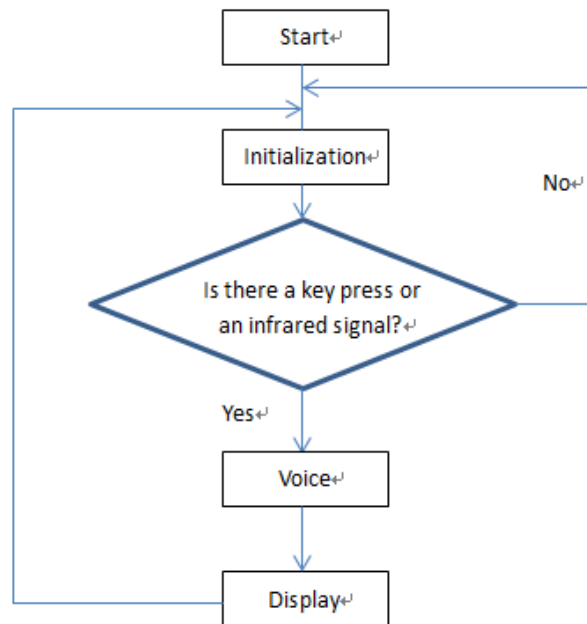 Start↵
Initialization↵
No↵
Is there a key press or
an infrared signal?↵
Yes↵
Voice↵
Display↵